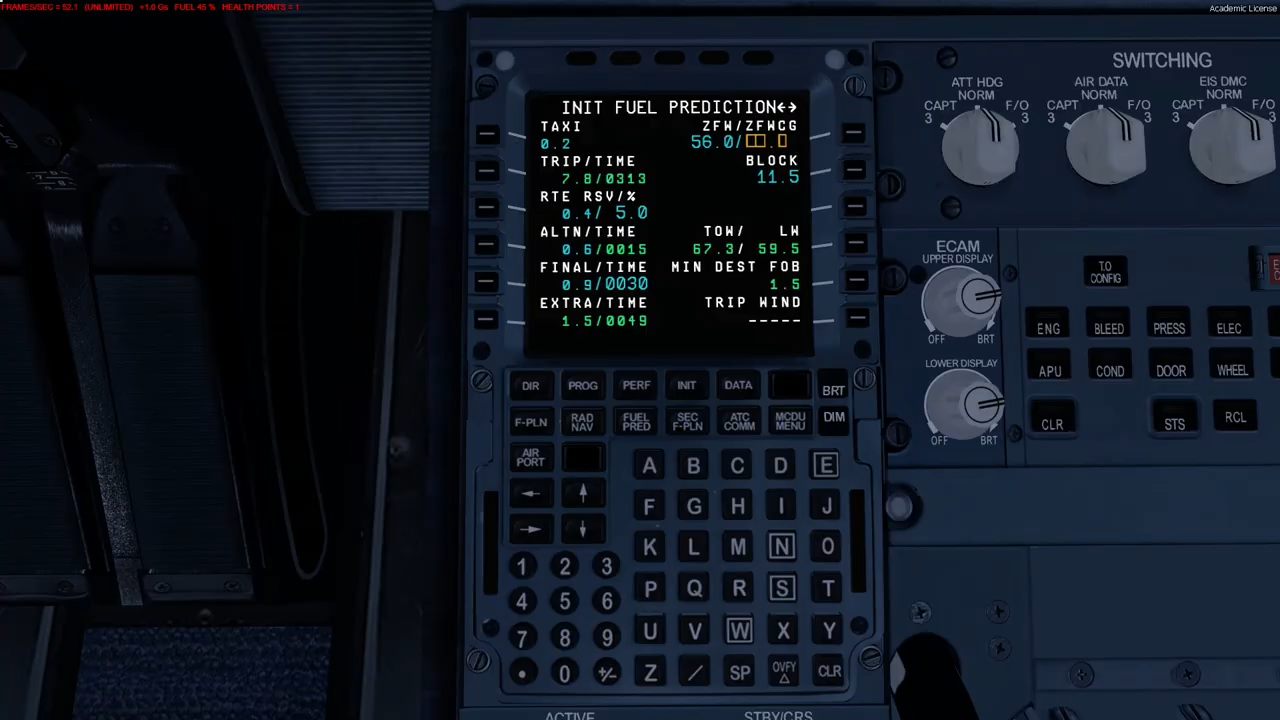 FRAMES/SEC = 52.1 (UNLIMITED) +1.0 Gs FUEL 45 % HEALTH POINTS = 1
Academic License
INIT FUEL PREDICTION↔
TAXI ZFW/ZFWCG
0.2 56.0/▯▯.▯
TRIP/TIME BLOCK
7.8/0313 11.5
RTE RSV/%
0.4/ 5.0
ALTN/TIME TOW/ LW
0.6/0015 67.3/ 59.5
FINAL/TIME MIN DEST FOB
0.9/0030 1.5
EXTRA/TIME TRIP WIND
1.5/0049 -----
DIR PROG PERF INIT DATA BRT
F-PLN RAD NAV FUEL PRED SEC F-PLN ATC COMM MCDU MENU DIM
AIR PORT
A B C D E
← ↑ F G H I J
→ ↓ K L M N O
1 2 3
P Q R S T
4 5 6
U V W X Y
7 8 9
Z / SP OVFY △ CLR
• 0 +/-
ACTIVE STBY/CRS
SWITCHING
ATT HDG AIR DATA EIS DMC
NORM NORM NORM
CAPT 3 F/O 3 CAPT 3 F/O 3 CAPT 3 F/O 3
ECAM
UPPER DISPLAY
OFF BRT
LOWER DISPLAY
OFF BRT
T.O CONFIG
ENG BLEED PRESS ELEC
APU COND DOOR WHEEL
CLR STS RCL